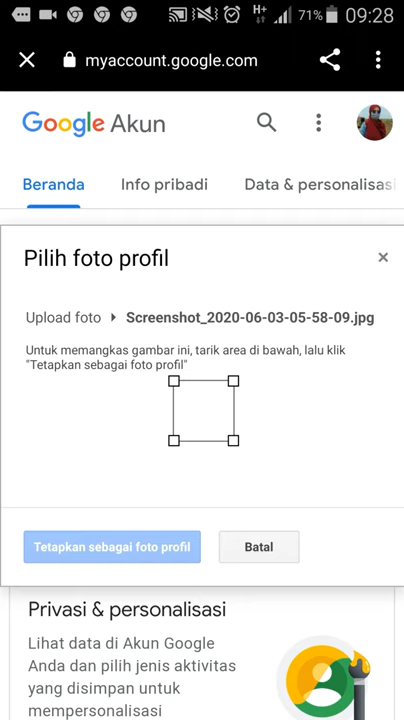 H+ 71% 09:28
myaccount.google.com
Google Akun
Beranda Info pribadi Data & personalisasi
Pilih foto profil
Upload foto Screenshot_2020-06-03-05-58-09.jpg
Untuk memangkas gambar ini, tarik area di bawah, lalu klik
"Tetapkan sebagai foto profil"
Tetapkan sebagai foto profil Batal
Privasi & personalisasi
Lihat data di Akun Google
Anda dan pilih jenis aktivitas
yang disimpan untuk
mempersonalisasi